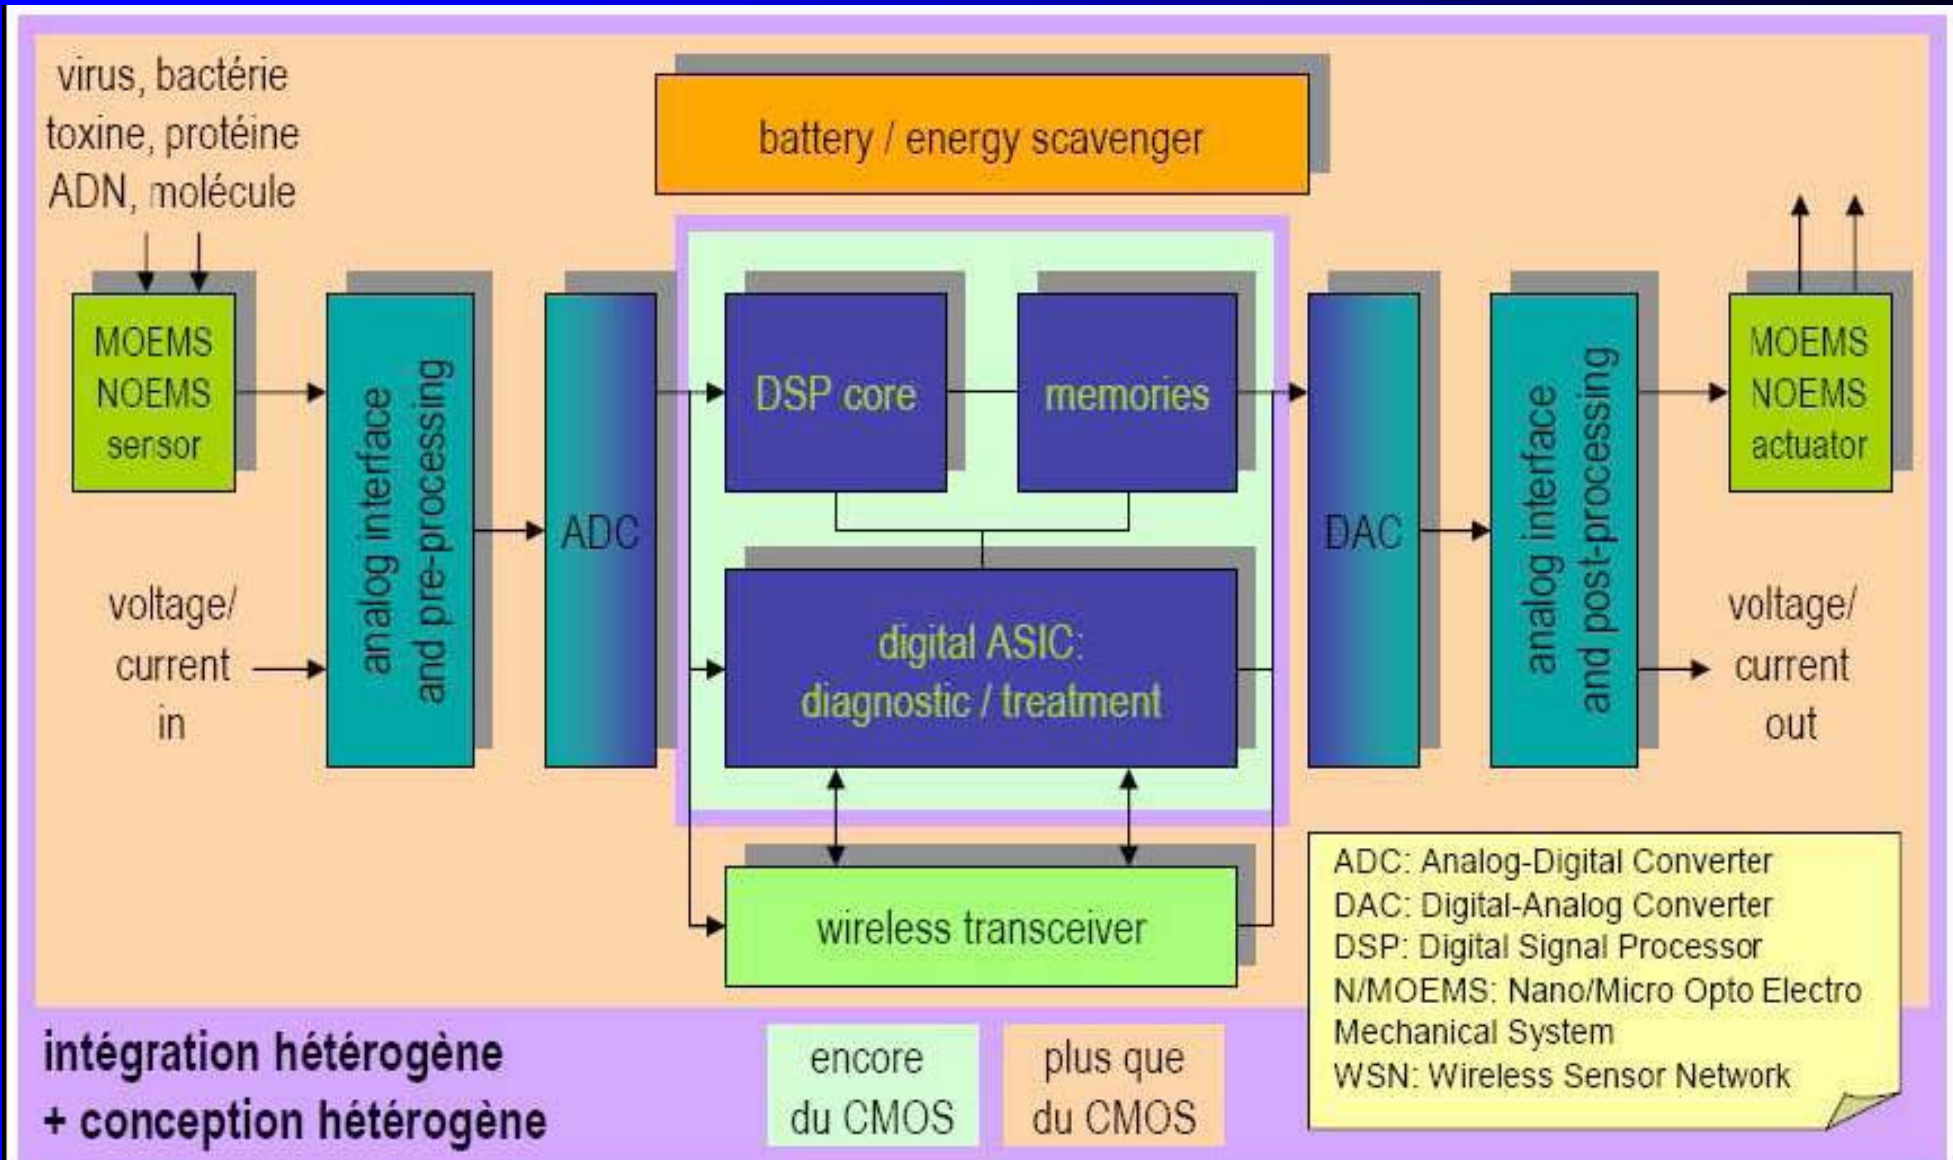 virus, bactérie
toxine, protéine
ADN, molécule
battery / energy scavenger
MOEMS
NOEMS
sensor
voltage/
current
in
analog interface
and pre-processing
ADC
DSP core
memories
digital ASIC:
diagnostic / treatment
wireless transceiver
DAC
analog interface
and post-processing
MOEMS
NOEMS
actuator
voltage/
current
out
ADC: Analog-Digital Converter
DAC: Digital-Analog Converter
DSP: Digital Signal Processor
N/MOEMS: Nano/Micro Opto Electro
Mechanical System
WSN: Wireless Sensor Network
intégration hétérogène
+ conception hétérogène
encore
du CMOS
plus que
du CMOS